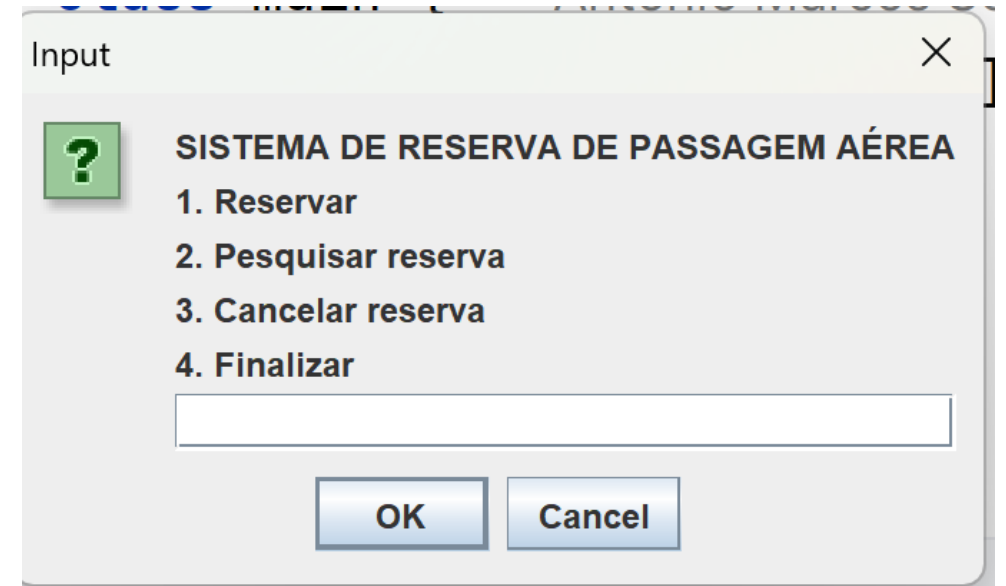 Input
SISTEMA DE RESERVA DE PASSAGEM AÉREA
1. Reservar
2. Pesquisar reserva
3. Cancelar reserva
4. Finalizar
OK
Cancel